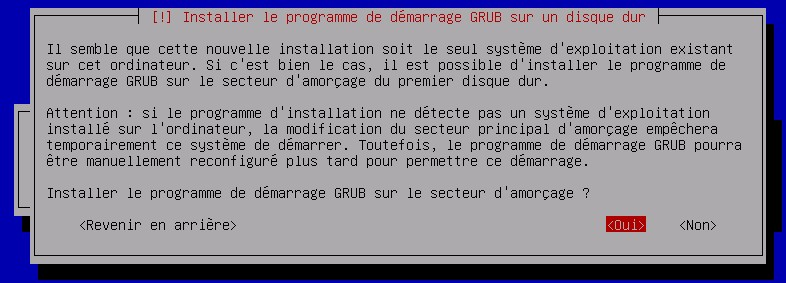 [!] Installer le programme de démarrage GRUB sur un disque dur
Il semble que cette nouvelle installation soit le seul système d'exploitation existant
sur cet ordinateur. Si c'est bien le cas, il est possible d'installer le programme de
démarrage GRUB sur le secteur d'amorçage du premier disque dur.
Attention : si le programme d'installation ne détecte pas un système d'exploitation
installé sur l'ordinateur, la modification du secteur principal d'amorçage empêchera
temporairement ce système de démarrer. Toutefois, le programme de démarrage GRUB pourra
être manuellement reconfiguré plus tard pour permettre ce démarrage.
Installer le programme de démarrage GRUB sur le secteur d'amorçage ?
<Revenir en arrière> <Oui> <Non>